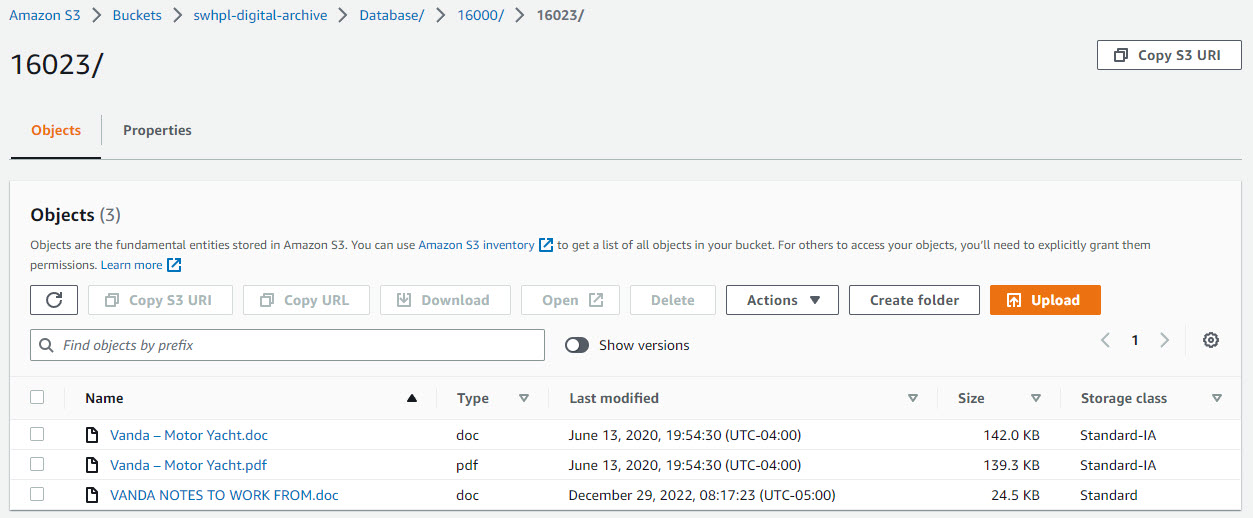 Amazon S3 > Buckets > swhpl-digital-archive > Database/ > 16000/ > 16023/
16023/
Copy S3 URI
Objects
Properties
Objects (3)
Objects are the fundamental entities stored in Amazon S3. You can use Amazon S3 inventory to get a list of all objects in your bucket. For others to access your objects, you'll need to explicitly grant them
permissions. Learn more
Copy S3 URI Copy URL Download Open Delete Actions Create folder Upload
Find objects by prefix Show versions 1
Name Type Last modified Size Storage class
Vanda – Motor Yacht.doc doc June 13, 2020, 19:54:30 (UTC-04:00) 142.0 KB Standard-IA
Vanda – Motor Yacht.pdf pdf June 13, 2020, 19:54:30 (UTC-04:00) 139.3 KB Standard-IA
VANDA NOTES TO WORK FROM.doc doc December 29, 2022, 08:17:23 (UTC-05:00) 24.5 KB Standard